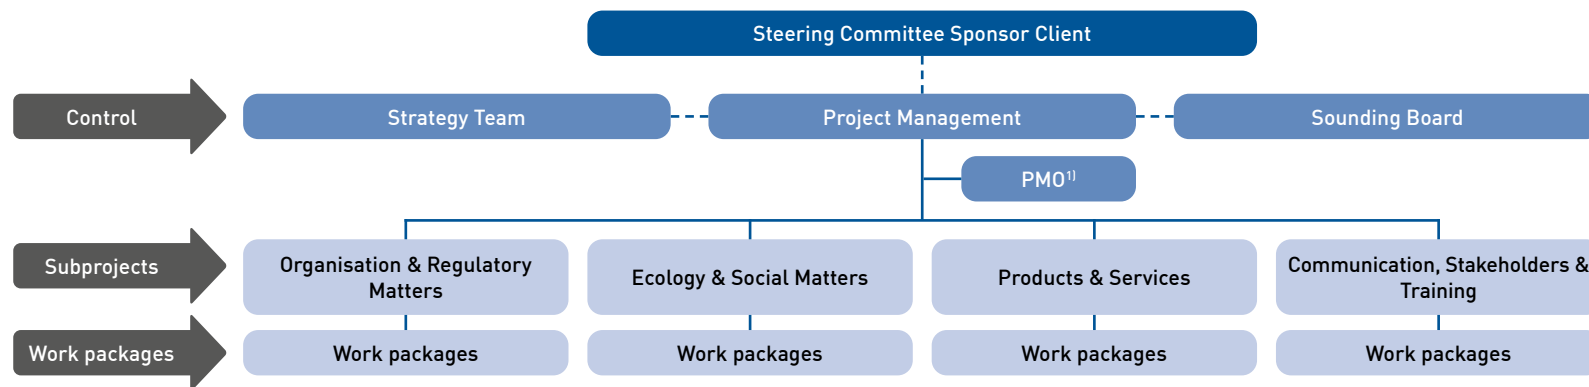 Steering Committee Sponsor Client
Control
Strategy Team
Project Management
Sounding Board
PMO¹⁾
Subprojects
Organisation & Regulatory
Matters
Ecology & Social Matters
Products & Services
Communication, Stakeholders &
Training
Work packages
Work packages
Work packages
Work packages
Work packages